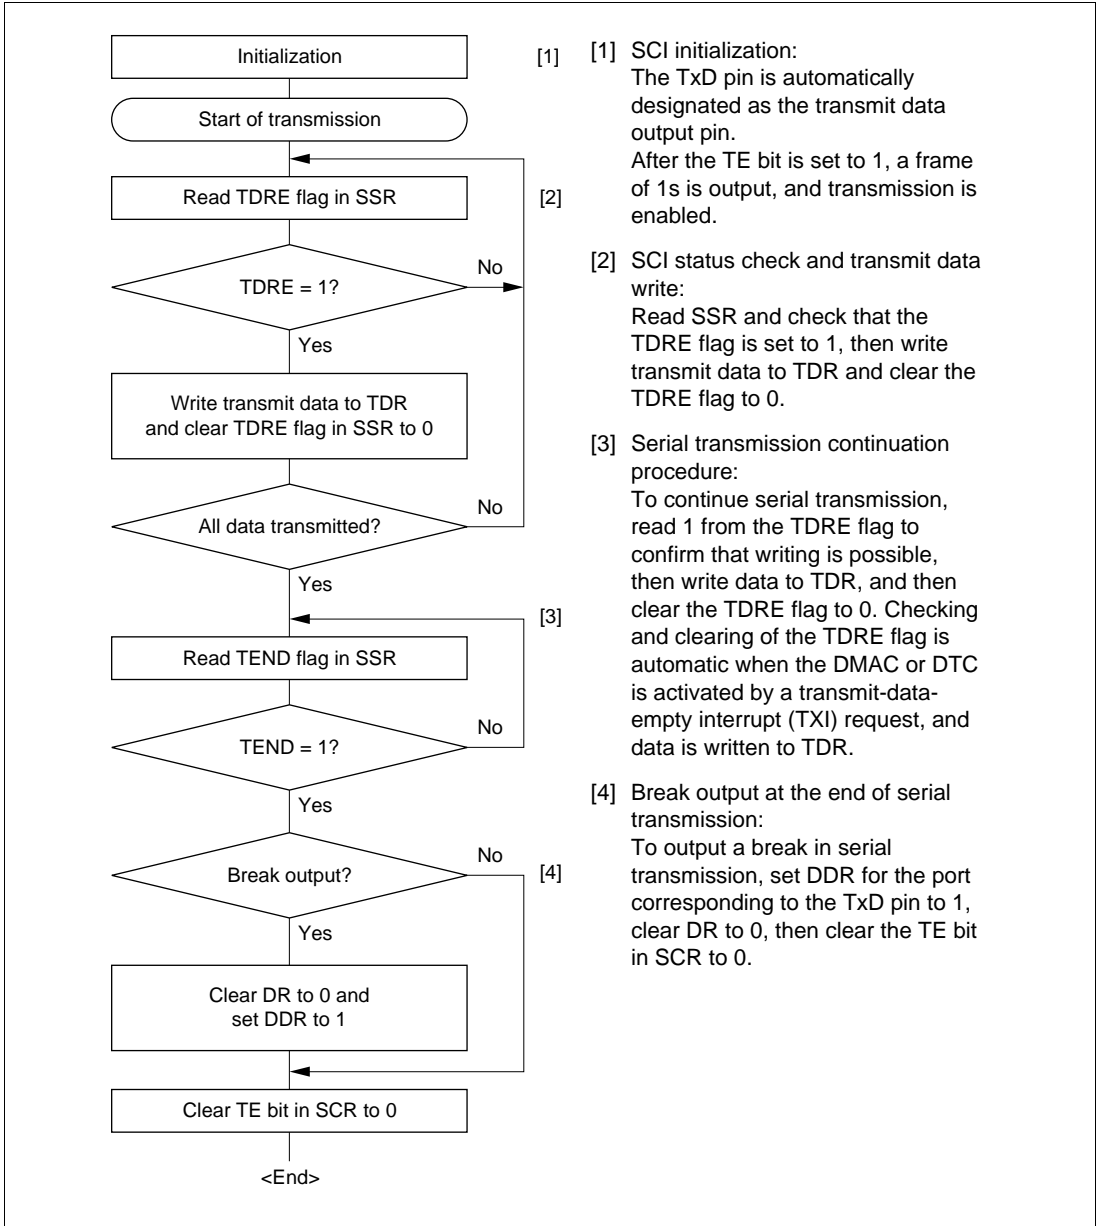 Initialization [1]
Start of transmission
Read TDRE flag in SSR [2]
TDRE = 1?
No
Yes
Write transmit data to TDR
and clear TDRE flag in SSR to 0
All data transmitted?
No
Yes
[3]
Read TEND flag in SSR
TEND = 1?
No
Yes
Break output?
No
[4]
Yes
Clear DR to 0 and
set DDR to 1
Clear TE bit in SCR to 0
<End>
[1] SCI initialization:
The TxD pin is automatically
designated as the transmit data
output pin.
After the TE bit is set to 1, a frame
of 1s is output, and transmission is
enabled.
[2] SCI status check and transmit data
write:
Read SSR and check that the
TDRE flag is set to 1, then write
transmit data to TDR and clear the
TDRE flag to 0.
[3] Serial transmission continuation
procedure:
To continue serial transmission,
read 1 from the TDRE flag to
confirm that writing is possible,
then write data to TDR, and then
clear the TDRE flag to 0. Checking
and clearing of the TDRE flag is
automatic when the DMAC or DTC
is activated by a transmit-data-
empty interrupt (TXI) request, and
data is written to TDR.
[4] Break output at the end of serial
transmission:
To output a break in serial
transmission, set DDR for the port
corresponding to the TxD pin to 1,
clear DR to 0, then clear the TE bit
in SCR to 0.